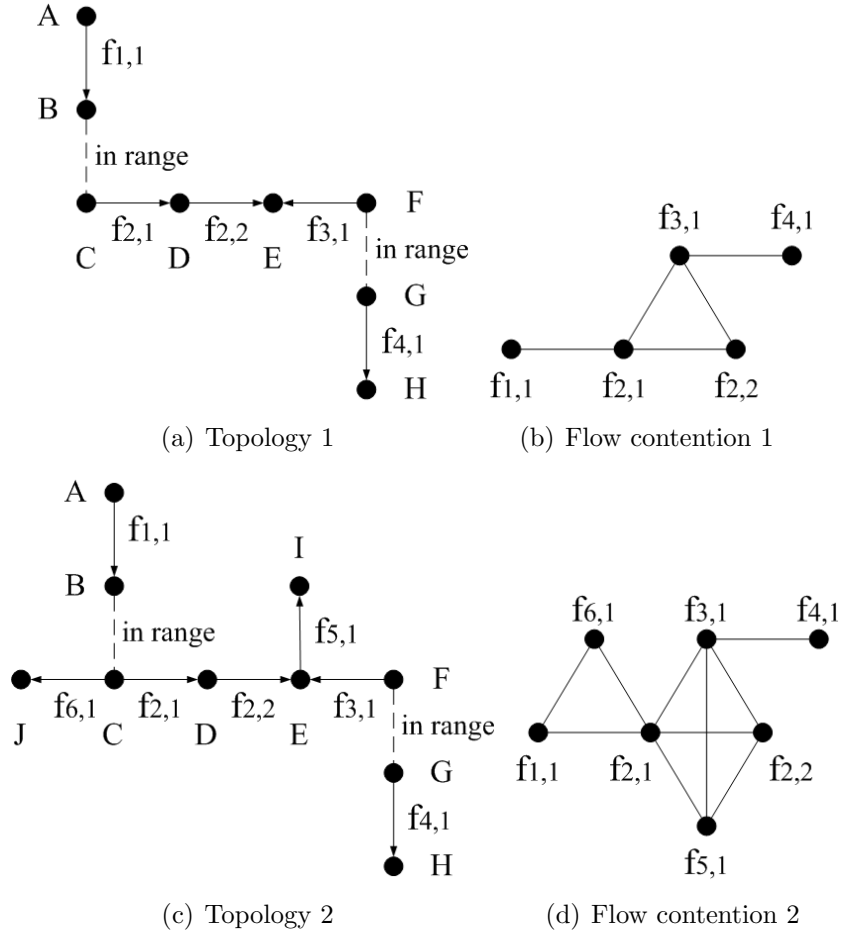 A
f1,1
B
in range
C
f2,1
D
f2,2
E
f3,1
F
in range
G
f4,1
H
(a) Topology 1
f3,1
f4,1
f1,1
f2,1
f2,2
(b) Flow contention 1
A
f1,1
B
in range
I
f5,1
J
f6,1
C
f2,1
D
f2,2
E
f3,1
F
in range
G
f4,1
H
(c) Topology 2
f6,1
f3,1
f4,1
f1,1
f2,1
f2,2
f5,1
(d) Flow contention 2